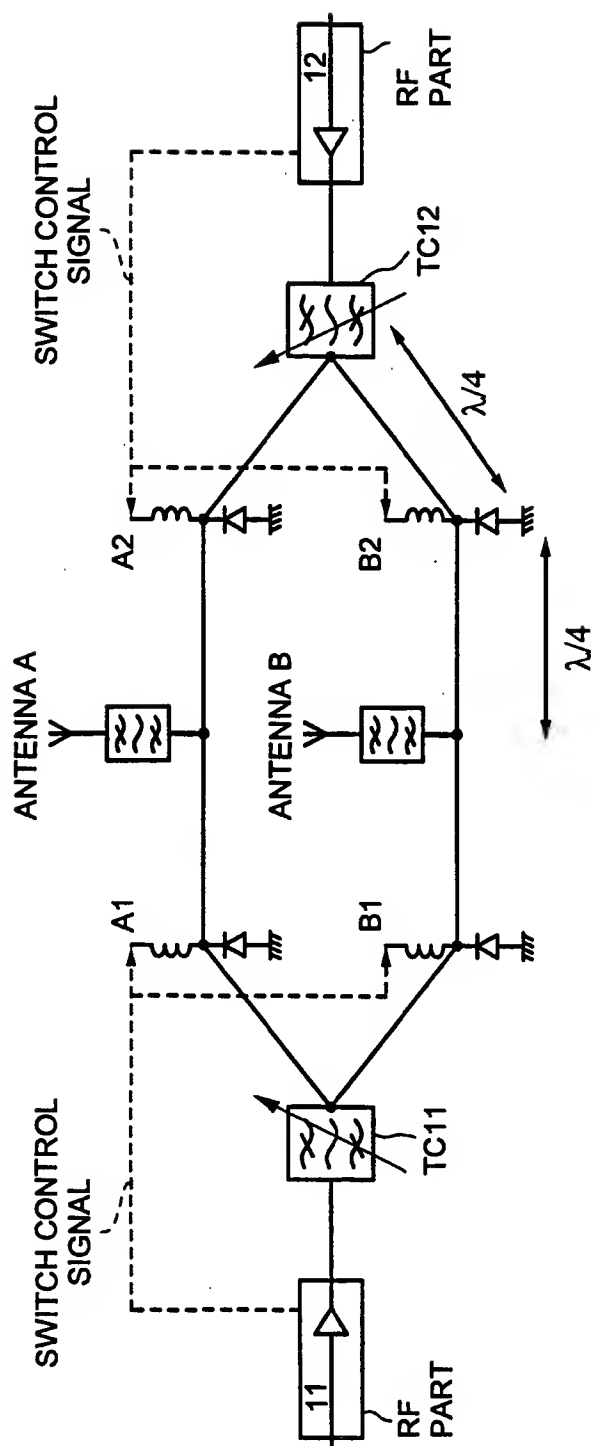 SWITCH CONTROL
SIGNAL
ANTENNA A
SWITCH CONTROL
SIGNAL
A1
A2
ANTENNA B
B1
B2
11
RF
PART
TC11
TC12
12
RF
PART
λ/4
λ/4